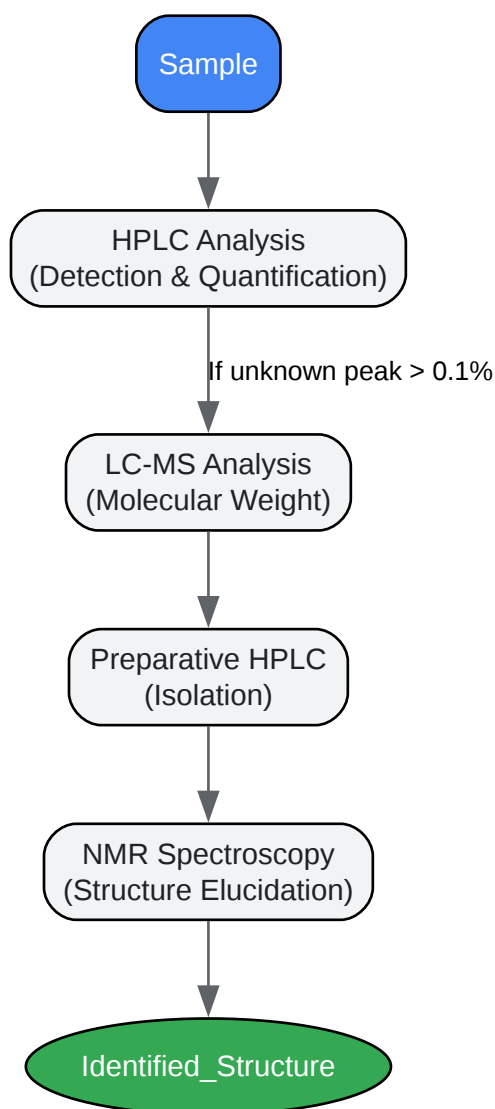 Sample
HPLC Analysis
(Detection & Quantification)
If unknown peak > 0.1%
LC-MS Analysis
(Molecular Weight)
Preparative HPLC
(Isolation)
NMR Spectroscopy
(Structure Elucidation)
Identified_Structure